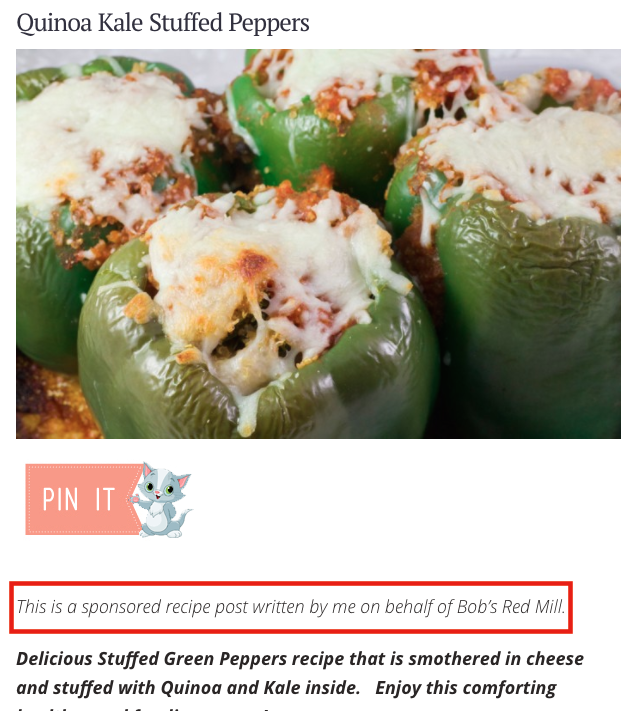 Quinoa Kale Stuffed Peppers
PIN IT
This is a sponsored recipe post written by me on behalf of Bob's Red Mill.
Delicious Stuffed Green Peppers recipe that is smothered in cheese
and stuffed with Quinoa and Kale inside.   Enjoy this comforting